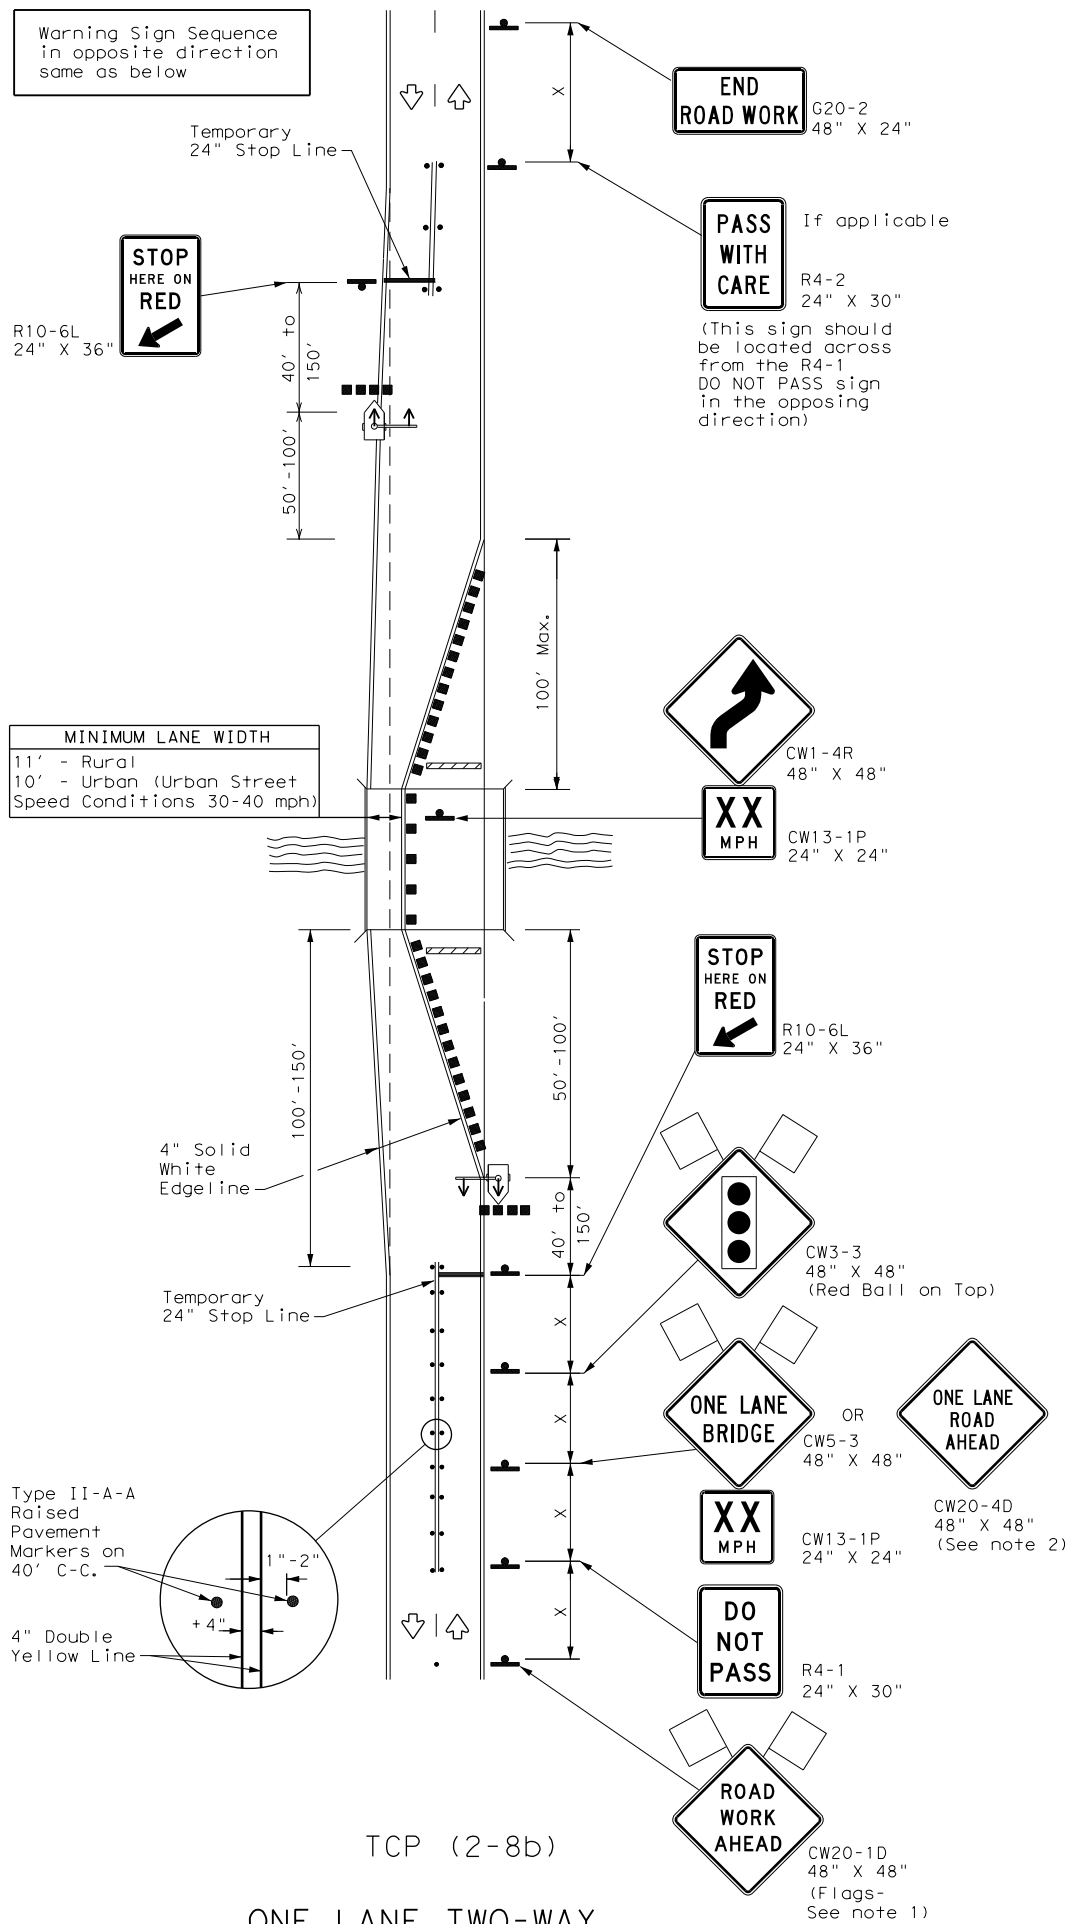 Warning Sign Sequence
in opposite direction
same as below
X
END
ROAD WORK
G20-2
48" X 24"
Temporary
24" Stop Line
PASS
WITH
CARE
If applicable
R4-2
24" X 30"
(This sign should
be located across
from the R4-1
DO NOT PASS sign
in the opposing
direction)
STOP
HERE ON
RED
R10-6L
24" X 36"
40' to
150'
50'-100'
100' Max.
CW1-4R
48" X 48"
MINIMUM LANE WIDTH
11' - Rural
10' - Urban (Urban Street
Speed Conditions 30-40 mph)
XX
MPH
CW13-1P
24" X 24"
STOP
HERE ON
RED
R10-6L
24" X 36"
100'-150'
50'-100'
4" Solid
White
Edgeline
40' to
150'
CW3-3
48" X 48"
(Red Ball on Top)
Temporary
24" Stop Line
X
X
ONE LANE
BRIDGE
OR
CW5-3
48" X 48"
ONE LANE
ROAD
AHEAD
CW20-4D
48" X 48"
(See note 2)
X
XX
MPH
CW13-1P
24" X 24"
Type II-A-A
Raised
Pavement
Markers on
40' C-C.
1"-2"
+4"
4" Double
Yellow Line
X
DO
NOT
PASS
R4-1
24" X 30"
ROAD
WORK
AHEAD
CW20-1D
48" X 48"
(Flags-
See note 1)
TCP (2-8b)
ONE LANE TWO-WAY